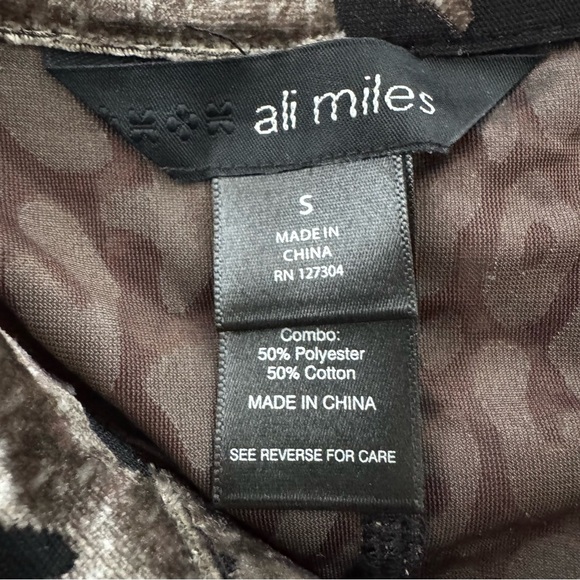 ali miles
S
MADE IN
CHINA
RN 127304
Combo:
50% Polyester
50% Cotton
MADE IN CHINA
SEE REVERSE FOR CARE